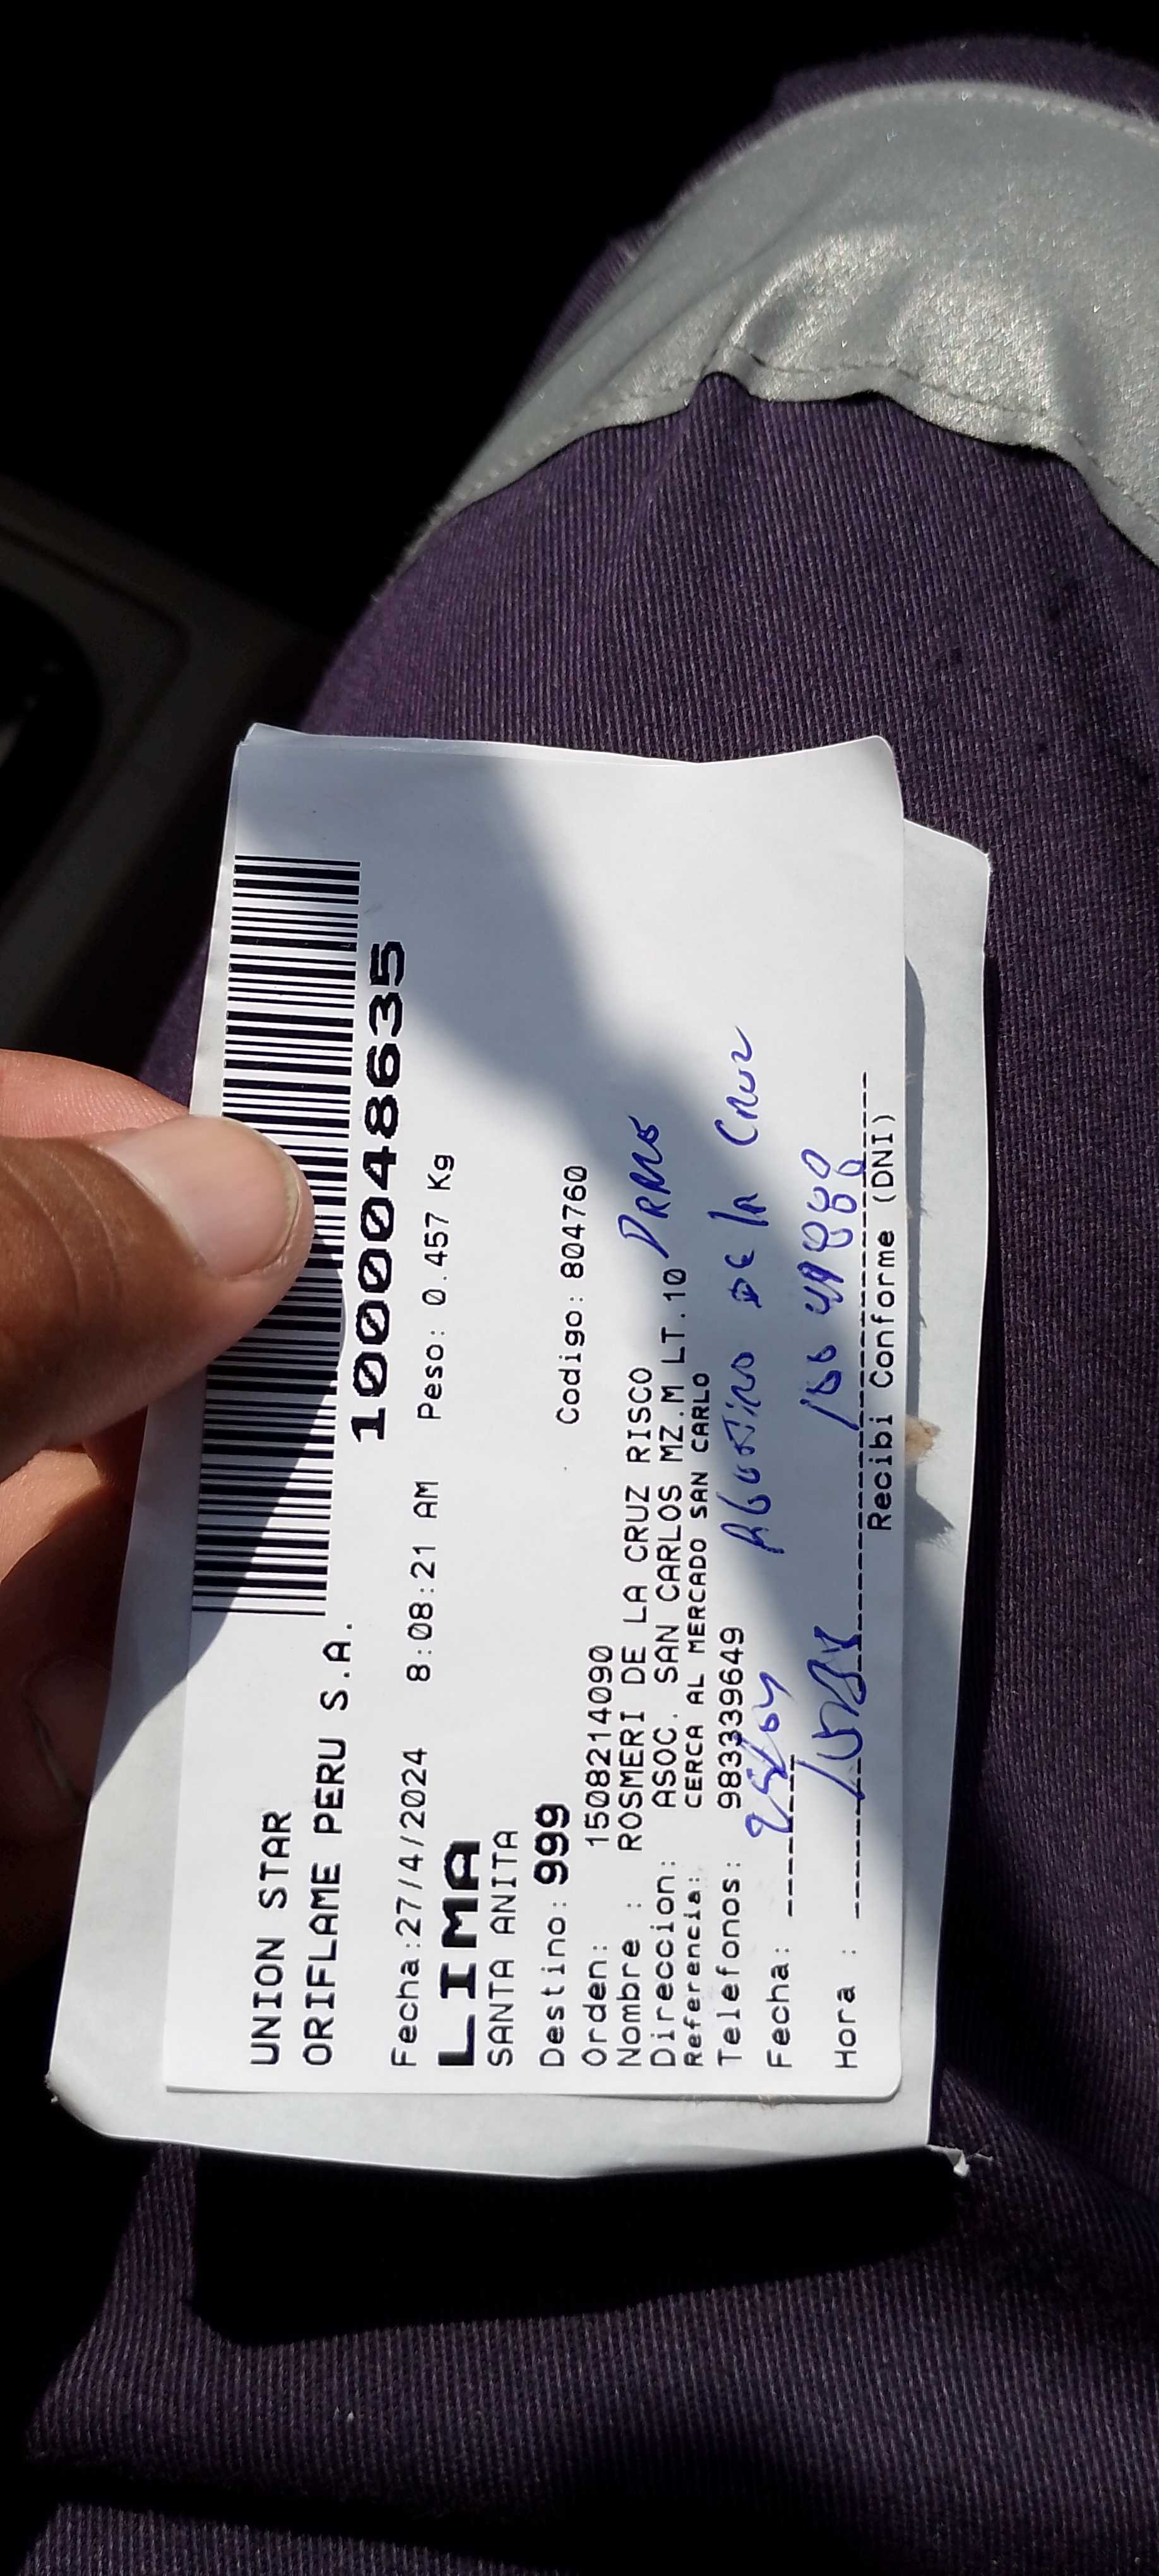 UNION STAR
ORIFLAME PERU S.A.
1000048635
Fecha:27/4/2024 8:08:21 AM Peso: 0.457 Kg
LIMA
SANTA ANITA
Destino: 999 Codigo: 804760
Orden: 1508214090
Nombre : ROSMERI DE LA CRUZ RISCO
Direccion: ASOC. SAN CARLOS MZ.M LT.10
Referencia: CERCA AL MERCADO SAN CARLO
Telefonos: 983339649
DE LA CRUZ
Fecha:
Hora :
Recibi Conforme (DNI)